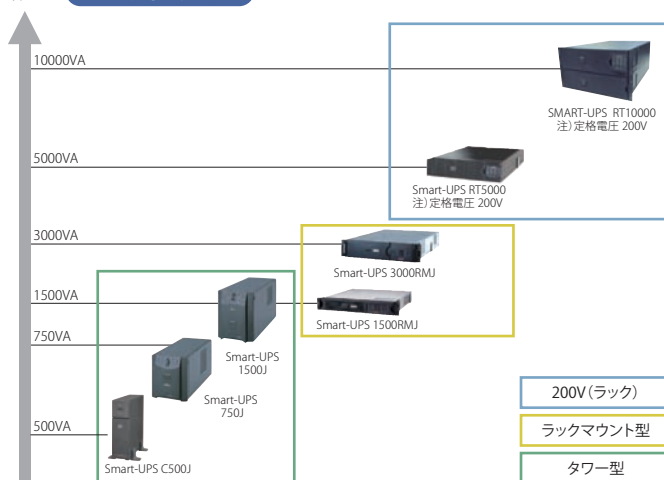 10000VA
SMART-UPS RT10000
注）定格電圧 200V
5000VA
Smart-UPS RT5000
注）定格電圧 200V
3000VA
Smart-UPS 3000RMJ
1500VA
Smart-UPS 1500RMJ
Smart-UPS
1500J
750VA
Smart-UPS
750J
500VA
Smart-UPS C500J
200V（ラック）
ラックマウント型
タワー型